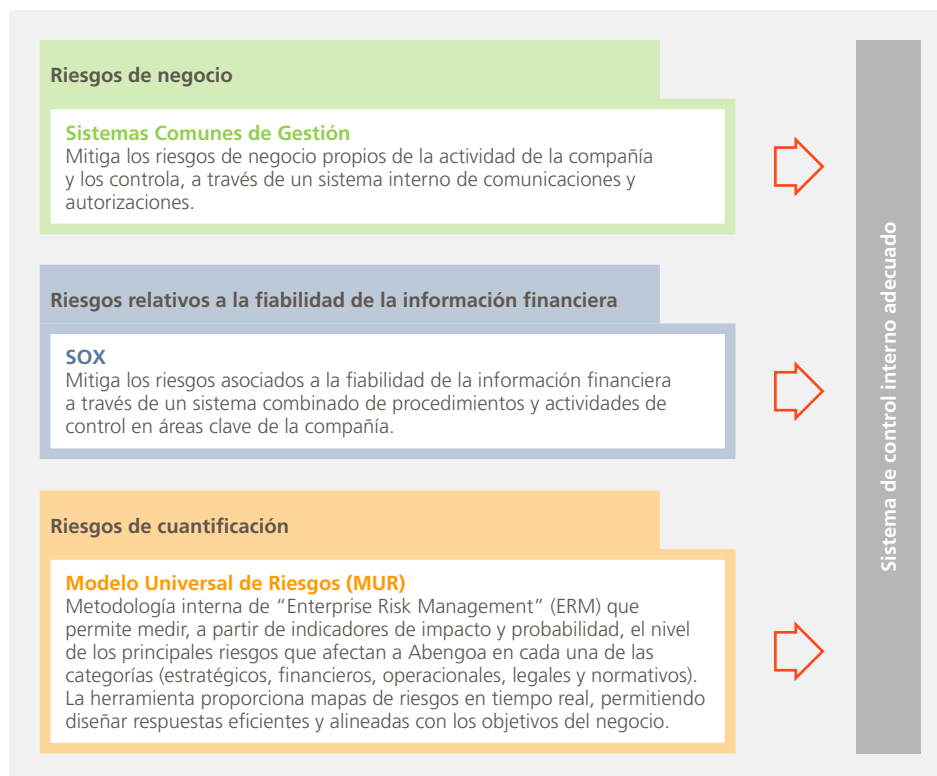 Riesgos de negocio
Sistemas Comunes de Gestión
Mitiga los riesgos de negocio propios de la actividad de la compañía
y los controla, a través de un sistema interno de comunicaciones y
autorizaciones.
Riesgos relativos a la fiabilidad de la información financiera
SOX
Mitiga los riesgos asociados a la fiabilidad de la información financiera
a través de un sistema combinado de procedimientos y actividades de
control en áreas clave de la compañía.
Riesgos de cuantificación
Modelo Universal de Riesgos (MUR)
Metodología interna de “Enterprise Risk Management” (ERM) que
permite medir, a partir de indicadores de impacto y probabilidad, el nivel
de los principales riesgos que afectan a Abengoa en cada una de las
categorías (estratégicos, financieros, operacionales, legales y normativos).
La herramienta proporciona mapas de riesgos en tiempo real, permitiendo
diseñar respuestas eficientes y alineadas con los objetivos del negocio.
Sistema de control interno adecuado